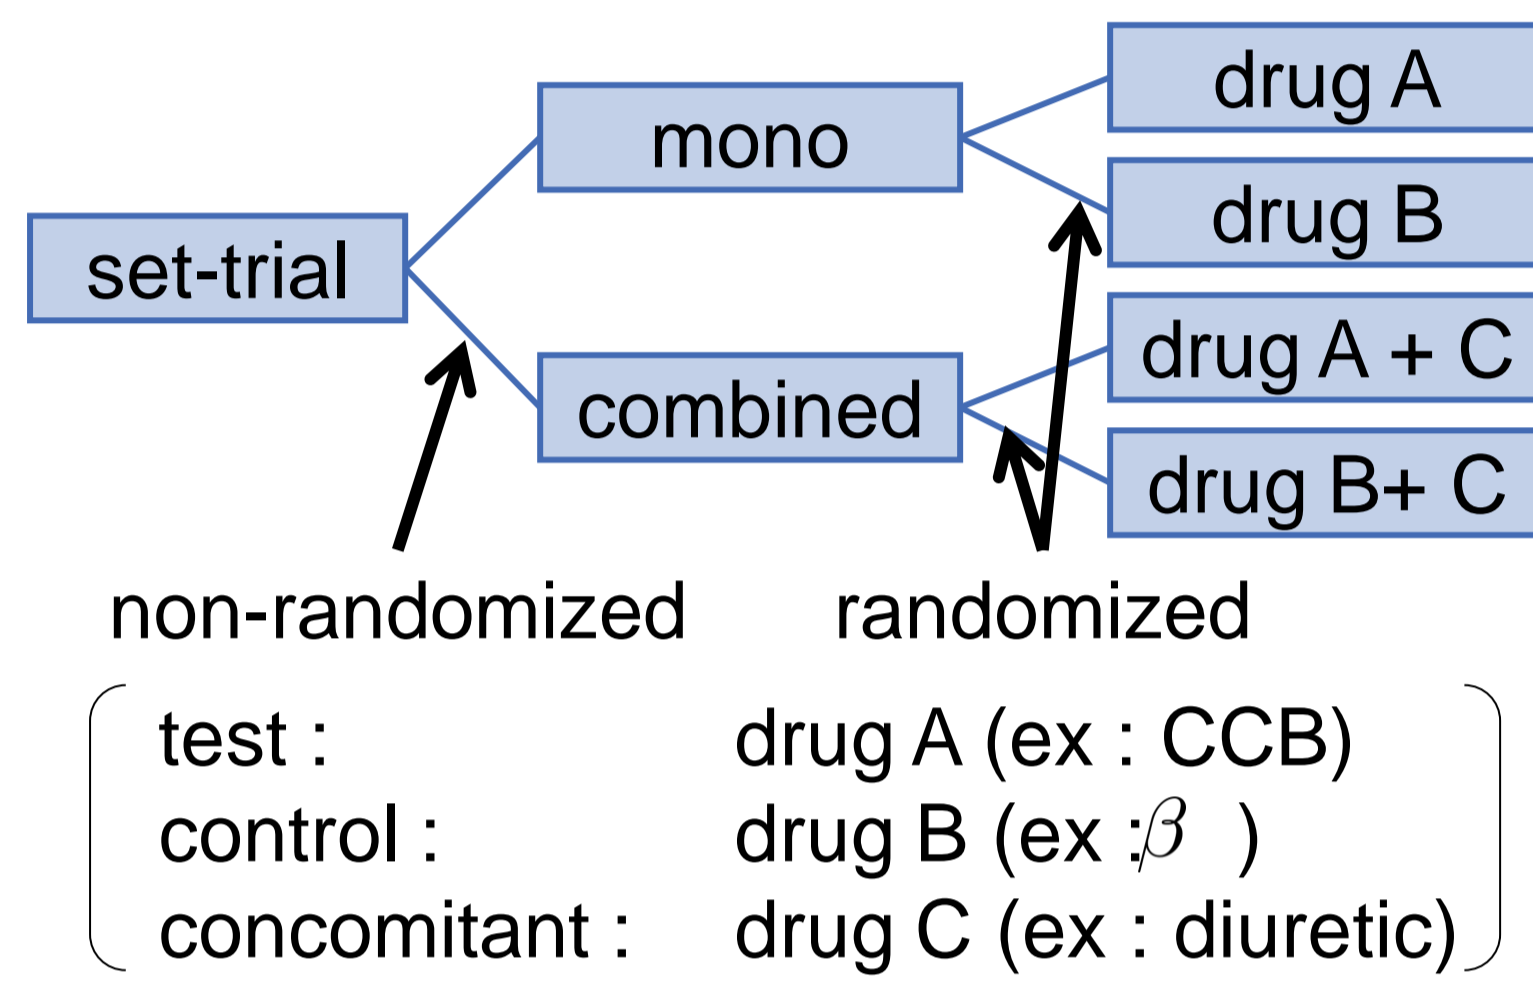 drug A
mono
drug B
set-trial
drug A + C
combined
drug B+ C
non-randomized randomized
test : drug A (ex : CCB)
control : drug B (ex :β )
concomitant : drug C (ex : diuretic)